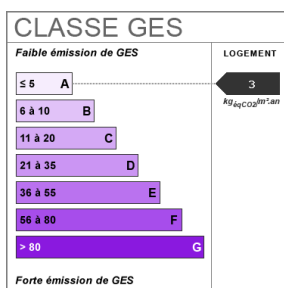 CLASSE GES
Faible émission de GES
LOGEMENT
≤ 5 A
3
kgéqCO2/m².an
6 à 10 B
11 à 20 C
21 à 35 D
36 à 55 E
56 à 80 F
> 80 G
Forte émission de GES